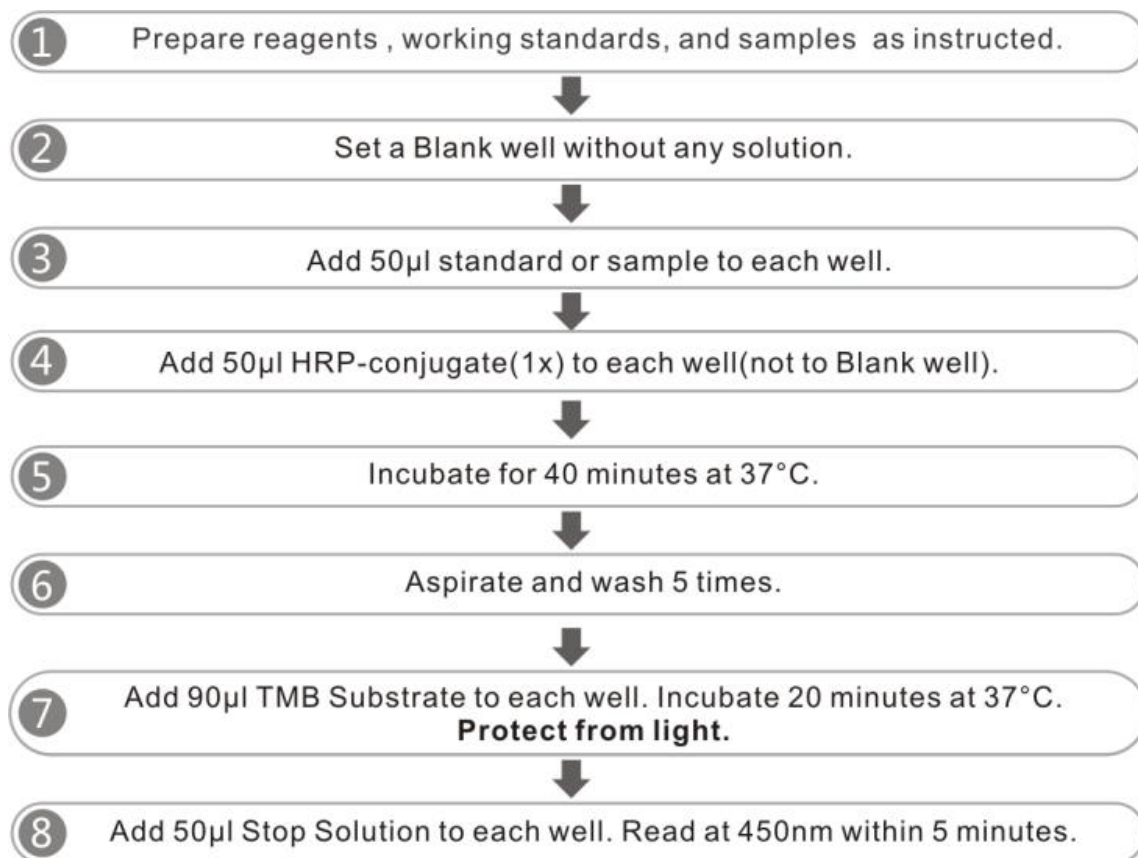 1 Prepare reagents , working standards, and samples as instructed.
2 Set a Blank well without any solution.
3 Add 50μl standard or sample to each well.
4 Add 50μl HRP-conjugate(1x) to each well(not to Blank well).
5 Incubate for 40 minutes at 37°C.
6 Aspirate and wash 5 times.
7 Add 90μl TMB Substrate to each well. Incubate 20 minutes at 37°C.
Protect from light.
8 Add 50μl Stop Solution to each well. Read at 450nm within 5 minutes.